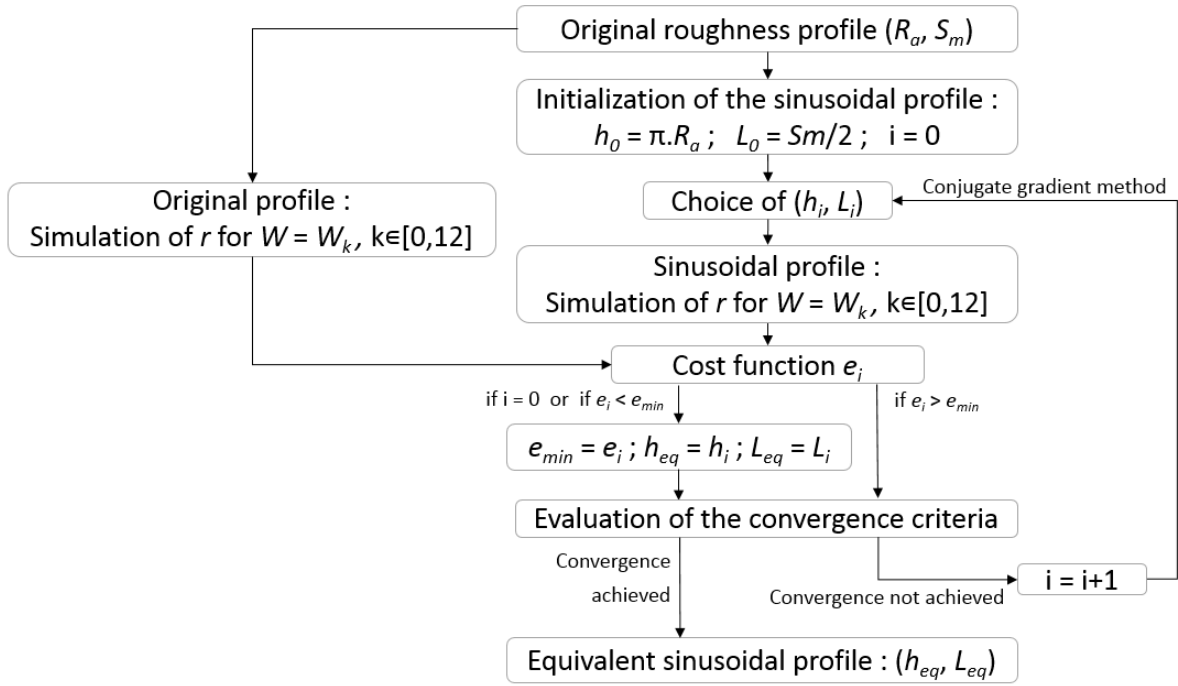 Original roughness profile (Ra, Sm)
Initialization of the sinusoidal profile :
h0 = π.Ra ; L0 = Sm/2 ; i = 0
Conjugate gradient method
Choice of (hi, Li)
Original profile :
Simulation of r for W = Wk, k∈[0,12]
Sinusoidal profile :
Simulation of r for W = Wk, k∈[0,12]
Cost function ei
if i = 0 or if ei < emin
if ei > emin
emin = ei ; heq = hi ; Leq = Li
Evaluation of the convergence criteria
Convergence
achieved
Convergence not achieved
i = i+1
Equivalent sinusoidal profile : (heq, Leq)